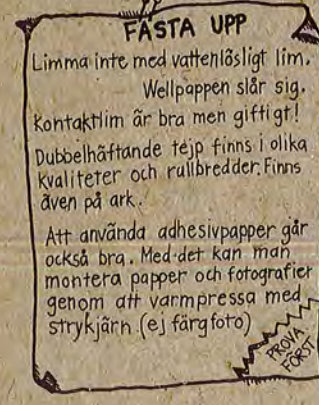 FÄSTA UPP
Limma inte med vattenlösligt lim.
Wellpappen slår sig.
Kontaktlim är bra men giftigt!
Dubbelhäftande tejp finns i olika
kvaliteter och rullbredder. Finns
även på ark.
Att använda adhesivpapper går
också bra. Med det kan man
montera papper och fotografier
genom att varmpressa med
strykjärn. (ej färgfoto)
PROVA
FÖRST